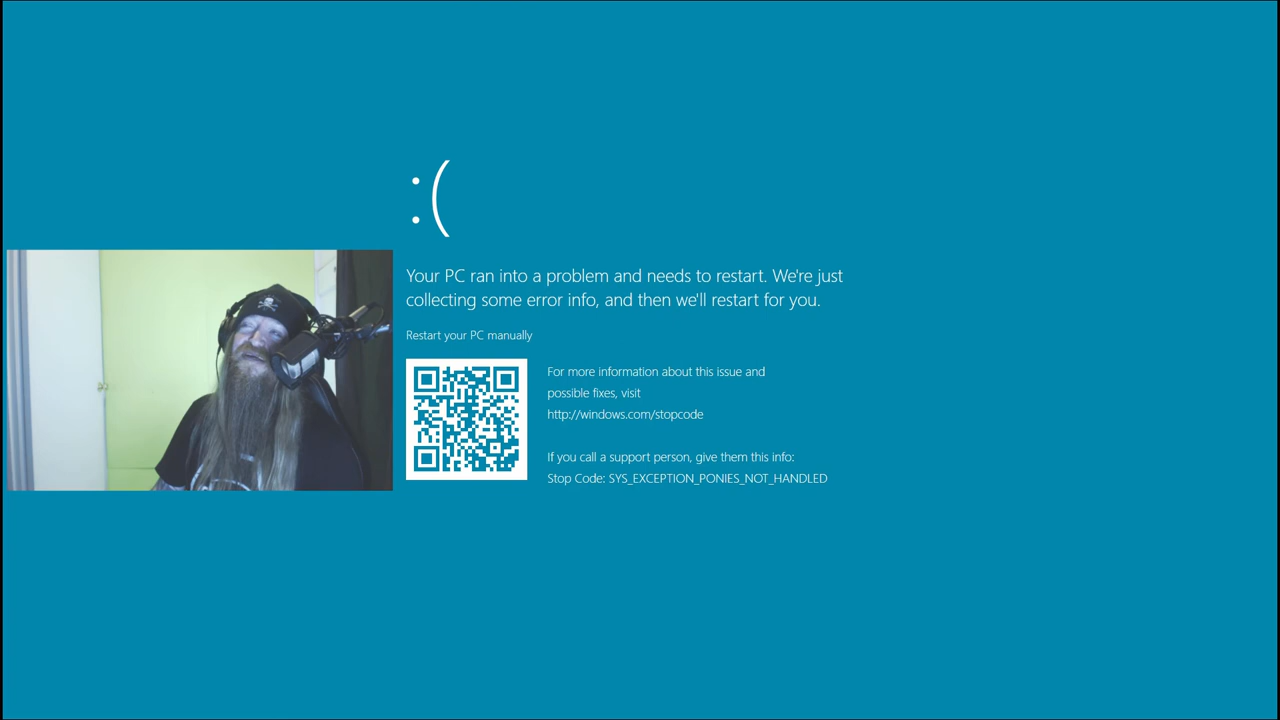 :(
Your PC ran into a problem and needs to restart. We're just
collecting some error info, and then we'll restart for you.
Restart your PC manually
For more information about this issue and
possible fixes, visit
http://windows.com/stopcode
If you call a support person, give them this info:
Stop Code: SYS_EXCEPTION_PONIES_NOT_HANDLED